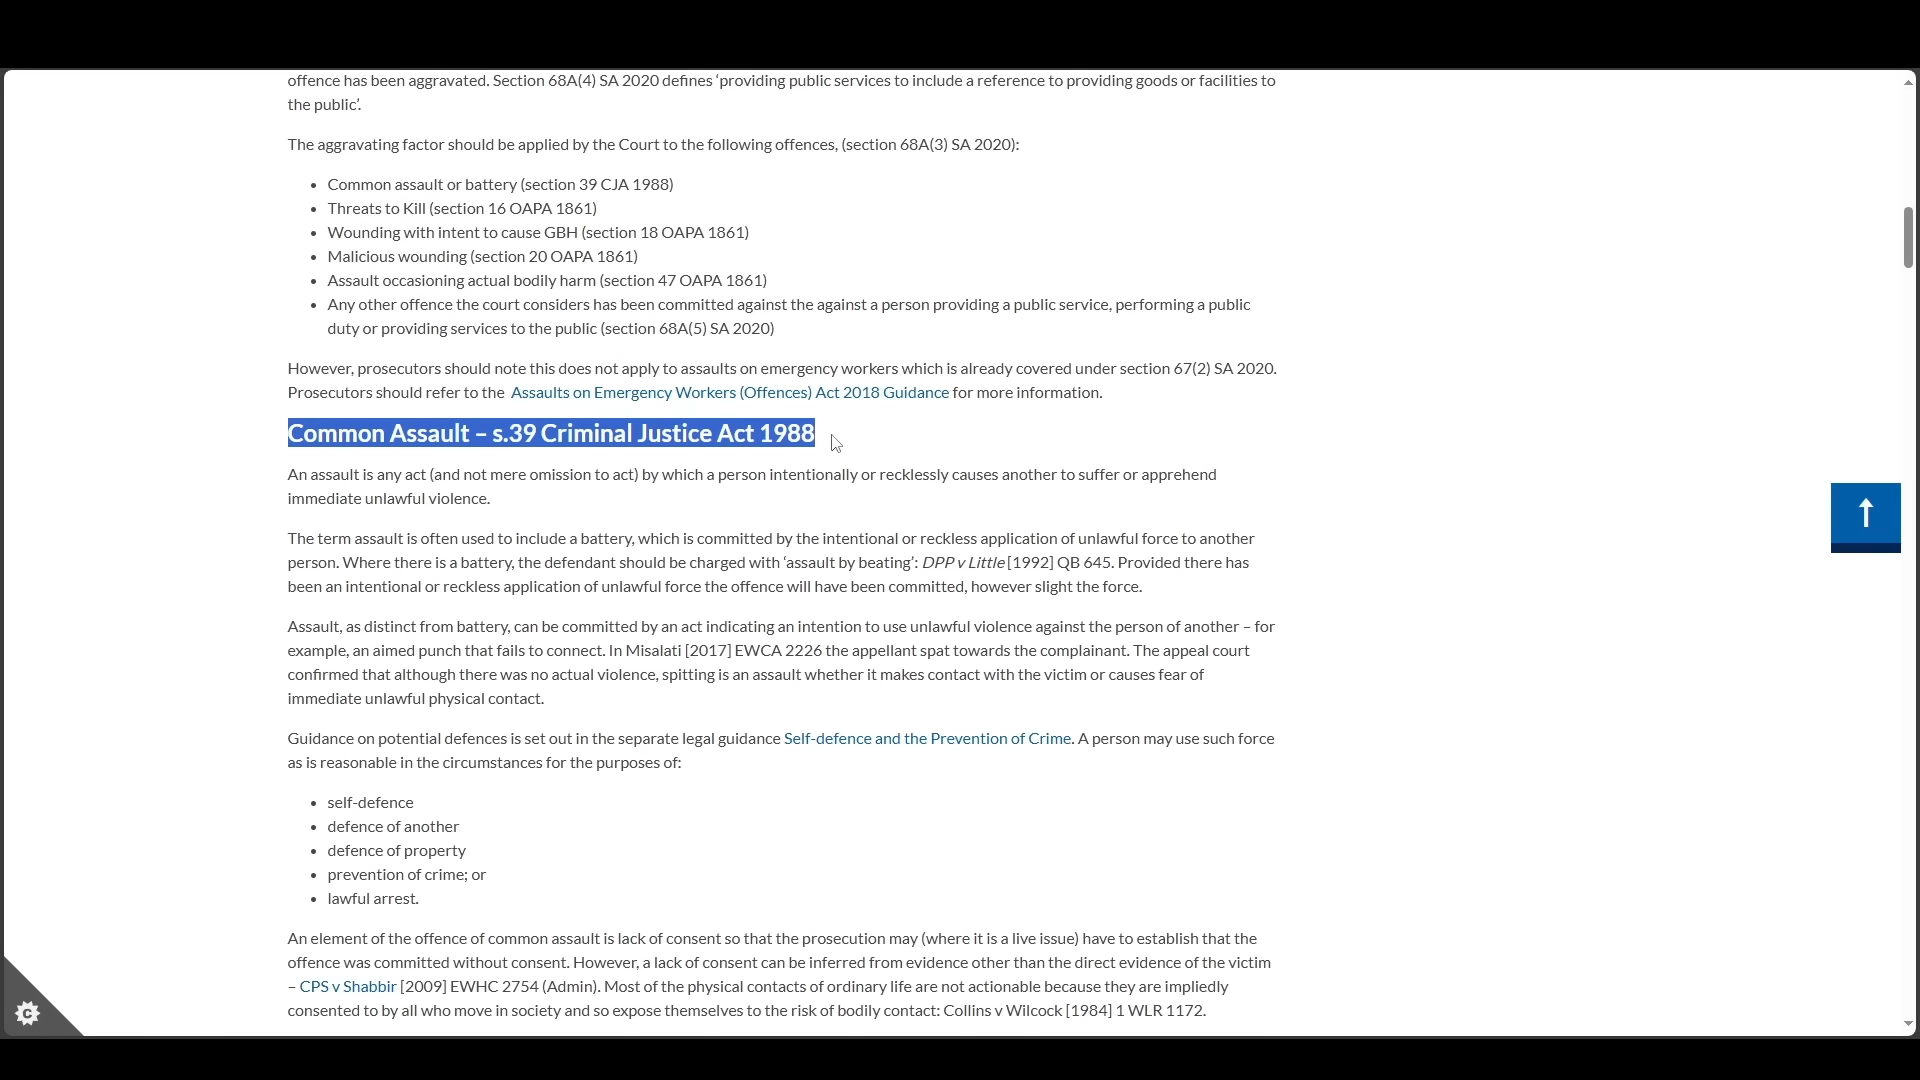 offence has been aggravated. Section 68A(4) SA 2020 defines ‘providing public services to include a reference to providing goods or facilities to
the public’.
The aggravating factor should be applied by the Court to the following offences, (section 68A(3) SA 2020):
• Common assault or battery (section 39 CJA 1988)
• Threats to Kill (section 16 OAPA 1861)
• Wounding with intent to cause GBH (section 18 OAPA 1861)
• Malicious wounding (section 20 OAPA 1861)
• Assault occasioning actual bodily harm (section 47 OAPA 1861)
• Any other offence the court considers has been committed against the against a person providing a public service, performing a public
duty or providing services to the public (section 68A(5) SA 2020)
However, prosecutors should note this does not apply to assaults on emergency workers which is already covered under section 67(2) SA 2020.
Prosecutors should refer to the Assaults on Emergency Workers (Offences) Act 2018 Guidance for more information.
Common Assault – s.39 Criminal Justice Act 1988
An assault is any act (and not mere omission to act) by which a person intentionally or recklessly causes another to suffer or apprehend
immediate unlawful violence.
The term assault is often used to include a battery, which is committed by the intentional or reckless application of unlawful force to another
person. Where there is a battery, the defendant should be charged with ‘assault by beating’: DPP v Little [1992] QB 645. Provided there has
been an intentional or reckless application of unlawful force the offence will have been committed, however slight the force.
Assault, as distinct from battery, can be committed by an act indicating an intention to use unlawful violence against the person of another – for
example, an aimed punch that fails to connect. In Misalati [2017] EWCA 2226 the appellant spat towards the complainant. The appeal court
confirmed that although there was no actual violence, spitting is an assault whether it makes contact with the victim or causes fear of
immediate unlawful physical contact.
Guidance on potential defences is set out in the separate legal guidance Self-defence and the Prevention of Crime. A person may use such force
as is reasonable in the circumstances for the purposes of:
• self-defence
• defence of another
• defence of property
• prevention of crime; or
• lawful arrest.
An element of the offence of common assault is lack of consent so that the prosecution may (where it is a live issue) have to establish that the
offence was committed without consent. However, a lack of consent can be inferred from evidence other than the direct evidence of the victim
– CPS v Shabbir [2009] EWHC 2754 (Admin). Most of the physical contacts of ordinary life are not actionable because they are impliedly
consented to by all who move in society and so expose themselves to the risk of bodily contact: Collins v Wilcock [1984] 1 WLR 1172.
C